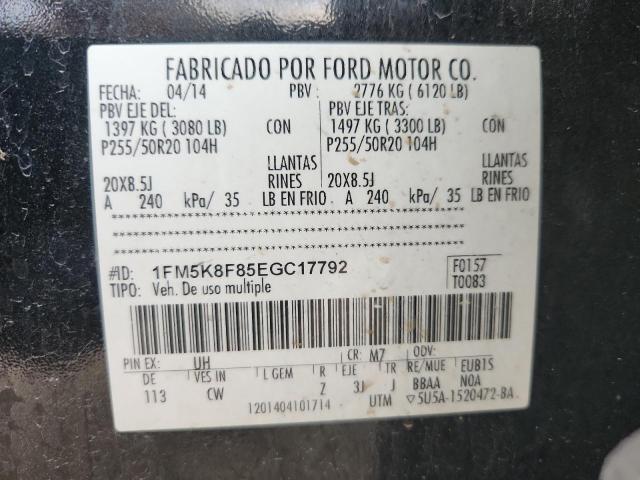 FABRICADO POR FORD MOTOR CO.
FECHA: 04/14 PBV : 2776 KG ( 6120 LB)
PBV EJE DEL: PBV EJE TRAS:
1397 KG ( 3080 LB) CON 1497 KG ( 3300 LB) CON
P255/50R20 104H P255/50R20 104H
LLANTAS LLANTAS
20X8.5J RINES 20X8.5J RINES
A 240 kPa/ 35 LB EN FRIO A 240 kPa/ 35 LB EN FRIO
#ID: 1FM5K8F85EGC17792 F0157
TIPO: Veh. De uso multiple T0083
PIN EX: UH CR: M7 ODV:
DE VES IN L GEM R EJE TR RE/MUE EUB1S
113 CW Z 3J J BBAA NOA
1201404101714 UTM ▽5U5A-1520472-BA